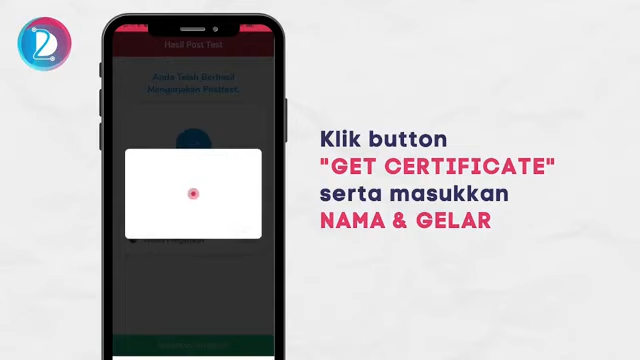 Hasil Post Test
Anda Telah Berhasil
Mengerjakan Posttest.
Klik button
"GET CERTIFICATE"
serta masukkan
NAMA & GELAR